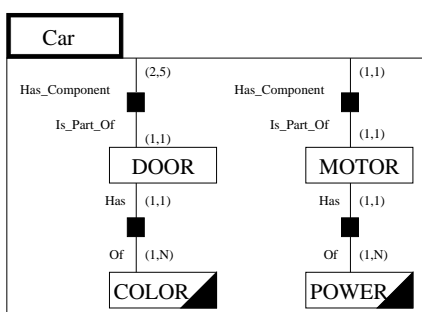 Car
(2,5) (1,1)
Has_Component Has_Component
Is_Part_Of Is_Part_Of
(1,1) (1,1)
DOOR MOTOR
Has (1,1) Has (1,1)
Of (1,N) Of (1,N)
COLOR POWER